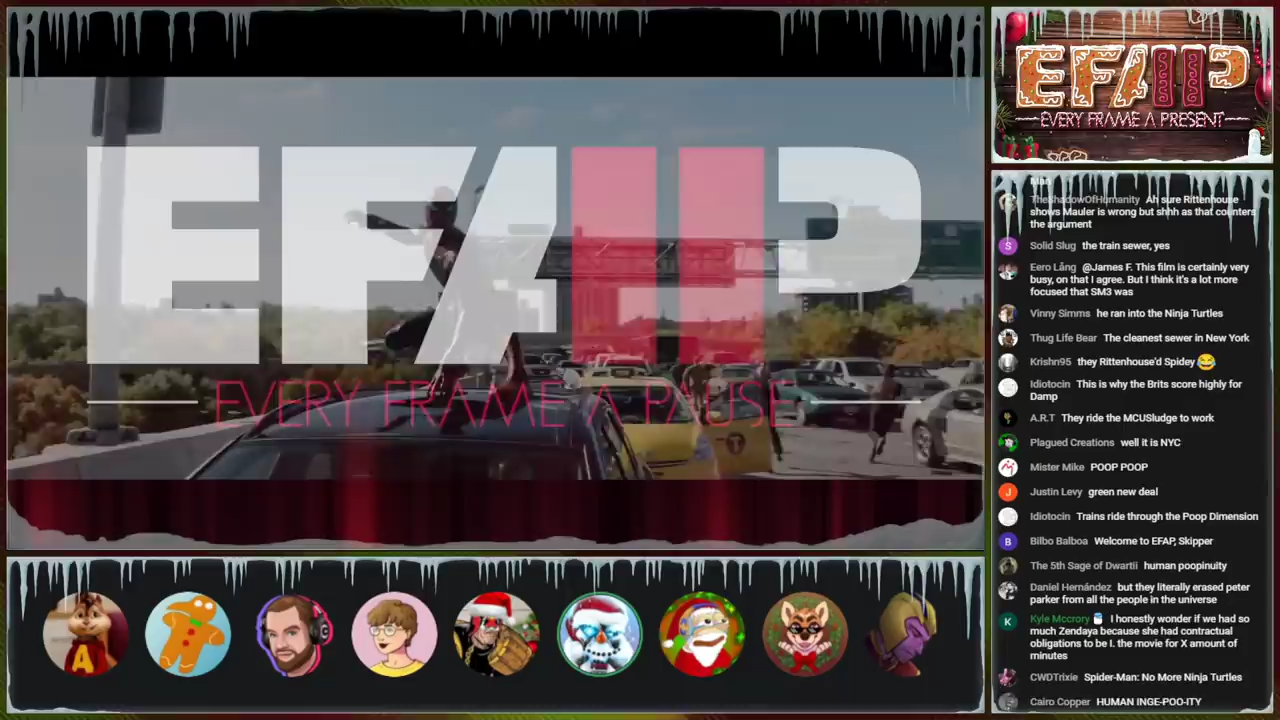 EFAP
EVERY FRAME A PAUSE
EFAP
EVERY FRAME A PRESENT
Man
TheShadowOfHumanity Ah sure Rittenhouse
shows Mauler is wrong but shhh as that counters
the argument
S Solid Slug the train sewer, yes
Eero Lång @James F. This film is certainly very
busy, on that I agree. But I think it's a lot more
focused that SM3 was
Vinny Simms he ran into the Ninja Turtles
Thug Life Bear The cleanest sewer in New York
Krishn95 they Rittenhouse'd Spidey 😂
Idiotocin This is why the Brits score highly for
Damp
A.R.T They ride the MCUSludge to work
Plagued Creations well it is NYC
Mister Mike POOP POOP
J Justin Levy green new deal
Idiotocin Trains ride through the Poop Dimension
B Bilbo Balboa Welcome to EFAP, Skipper
The 5th Sage of Dwartii human poopinuity
Daniel Hernández but they literally erased peter
parker from all the people in the universe
K Kyle Mccrory I honestly wonder if we had so
much Zendaya because she had contractual
obligations to be I. the movie for X amount of
minutes
CWDTrixie Spider-Man: No More Ninja Turtles
Cairo Copper HUMAN INGE-POO-ITY
A
T